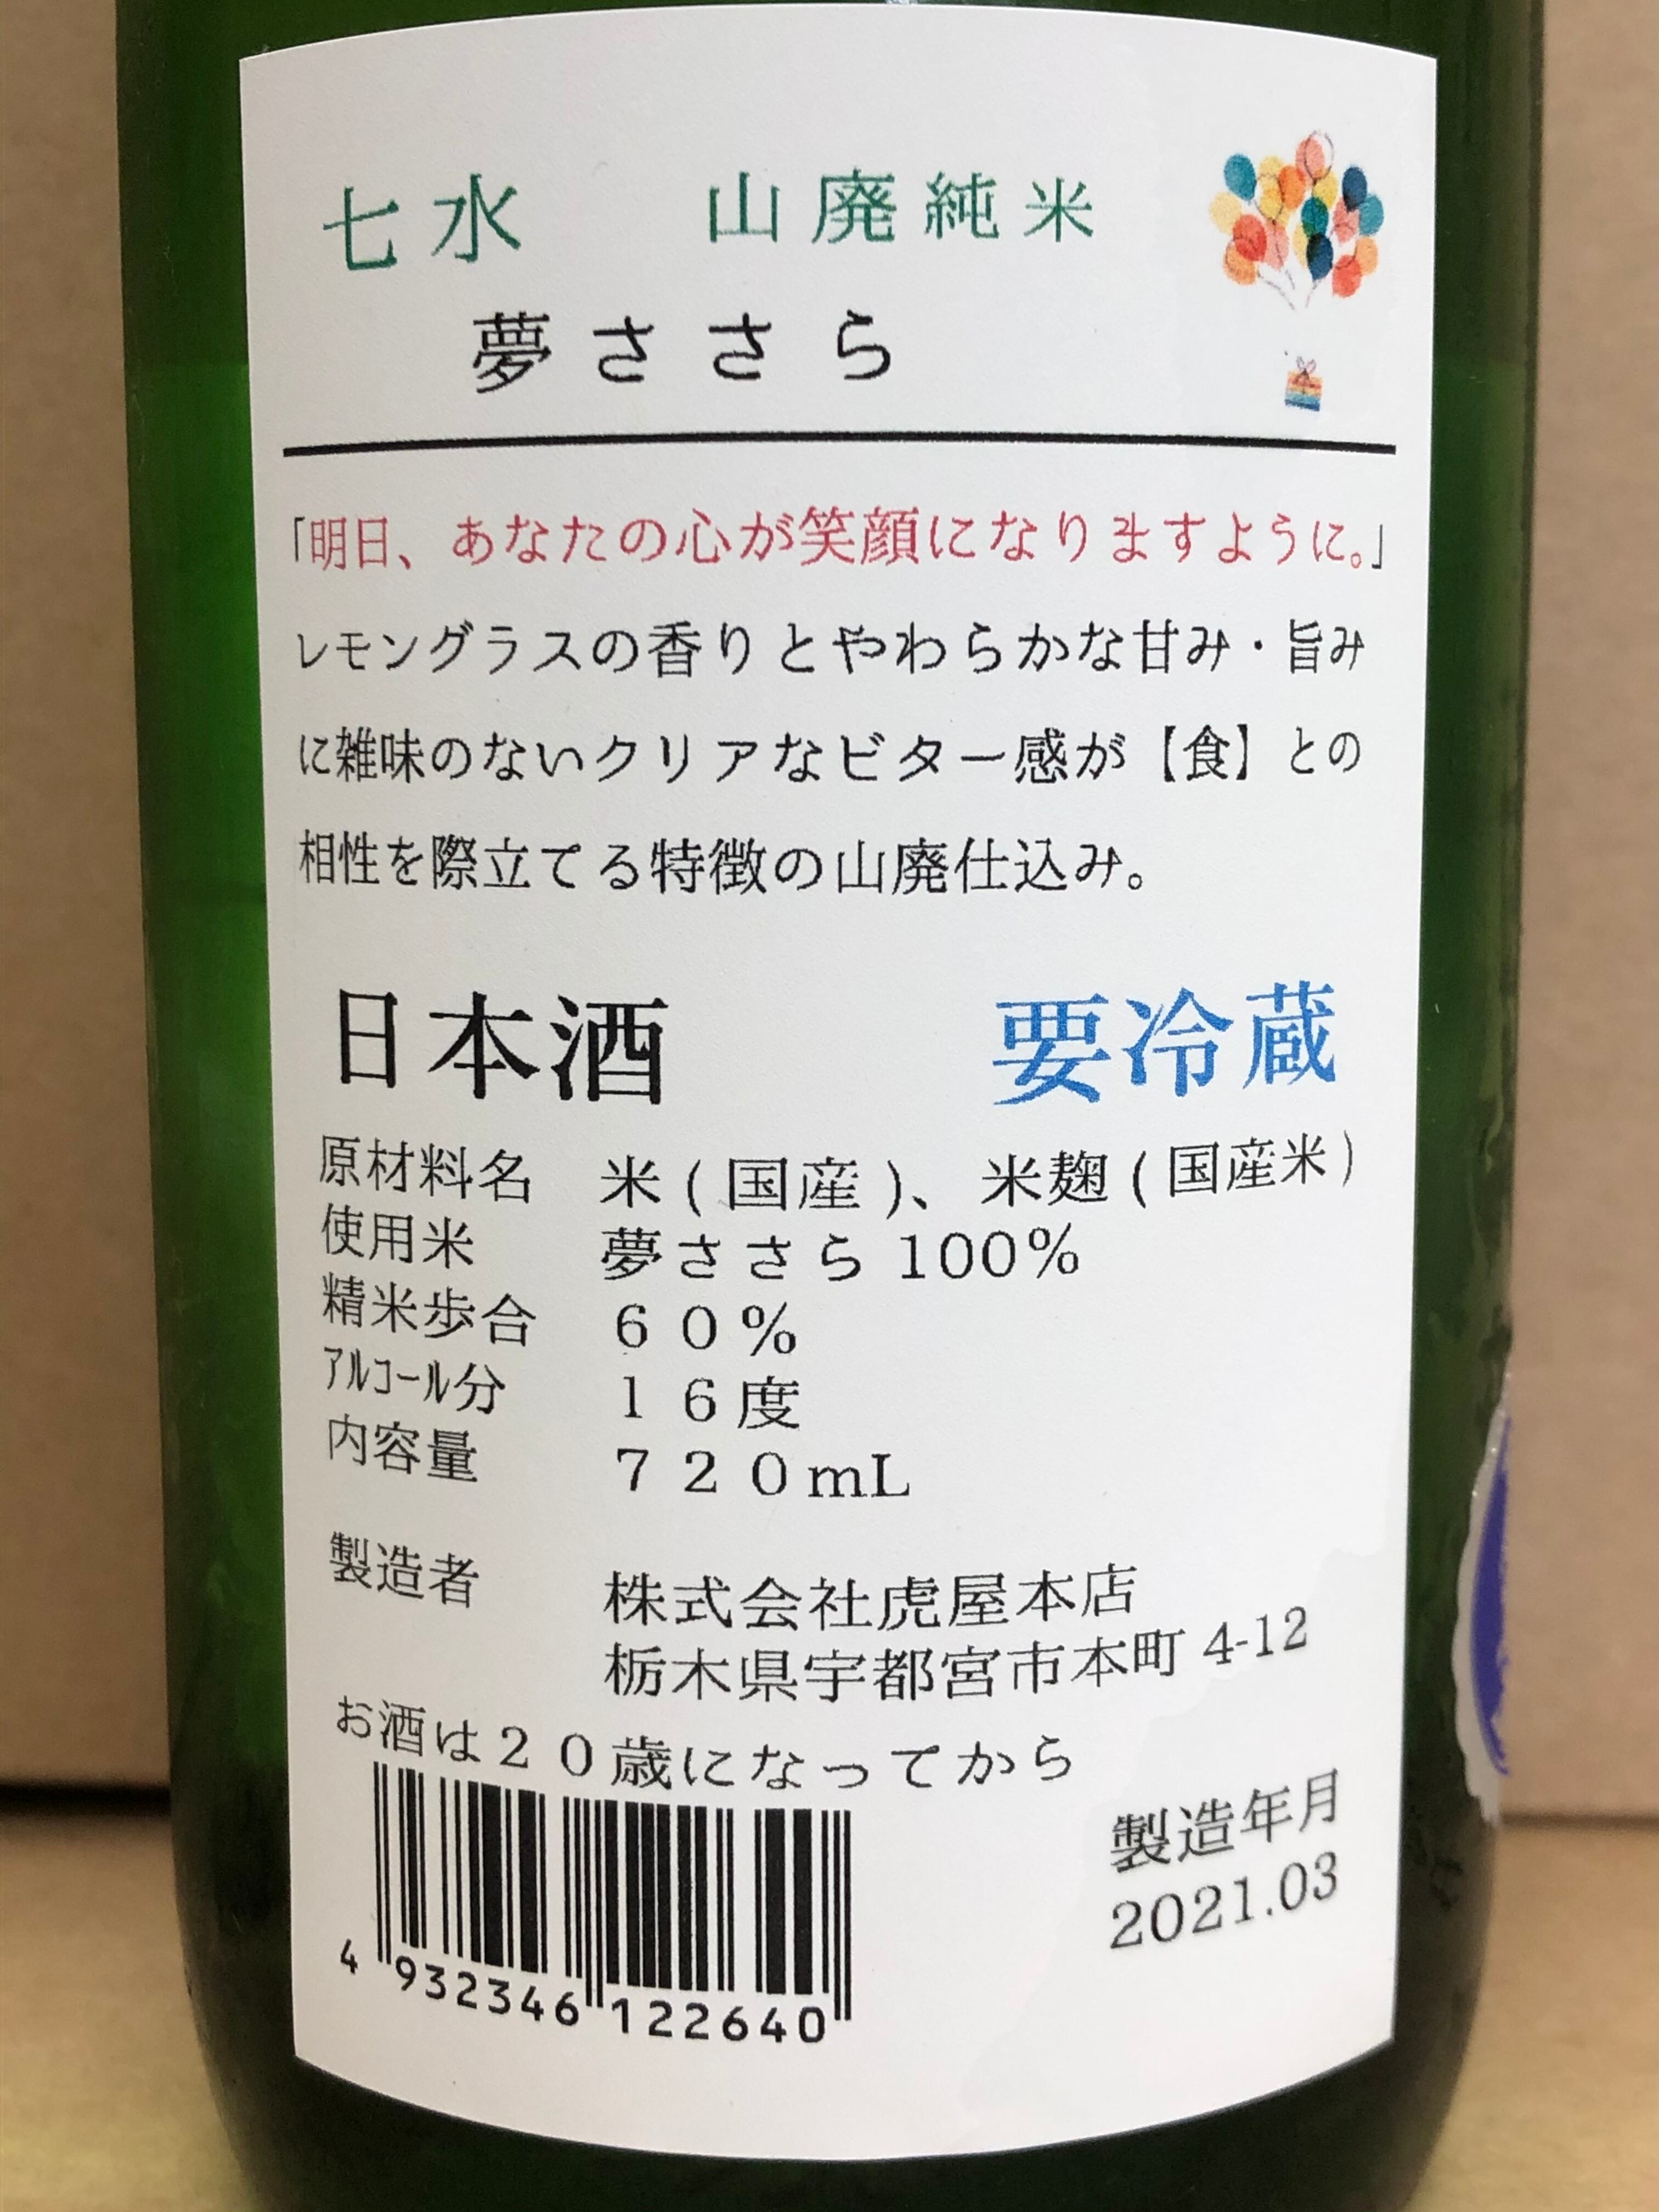 七水　山廃純米
夢ささら
「明日、あなたの心が笑顔になりますように。」
レモングラスの香りとやわらかな甘み・旨み
に雑味のないクリアなビター感が【食】との
相性を際立てる特徴の山廃仕込み。
日本酒　要冷蔵
原材料名　米(国産)、米麹(国産米)
使用米　夢ささら100%
精米歩合　60%
ｱﾙｺｰﾙ分　16度
内容量　720mL
製造者　株式会社虎屋本店
栃木県宇都宮市本町 4-12
お酒は20歳になってから
製造年月
2021.03
4 932346 122640